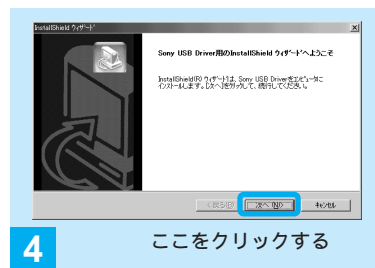 InstallShield ウィザード
Sony USB Driver用のInstallShield ウィザードへようこそ
InstallShield(R) ウィザードは、Sony USB Driverをコンピュータに
インストールします。[次へ]をクリックして、続行してください。
< 戻る(B)
次へ(N)>
キャンセル
4
ここをクリックする